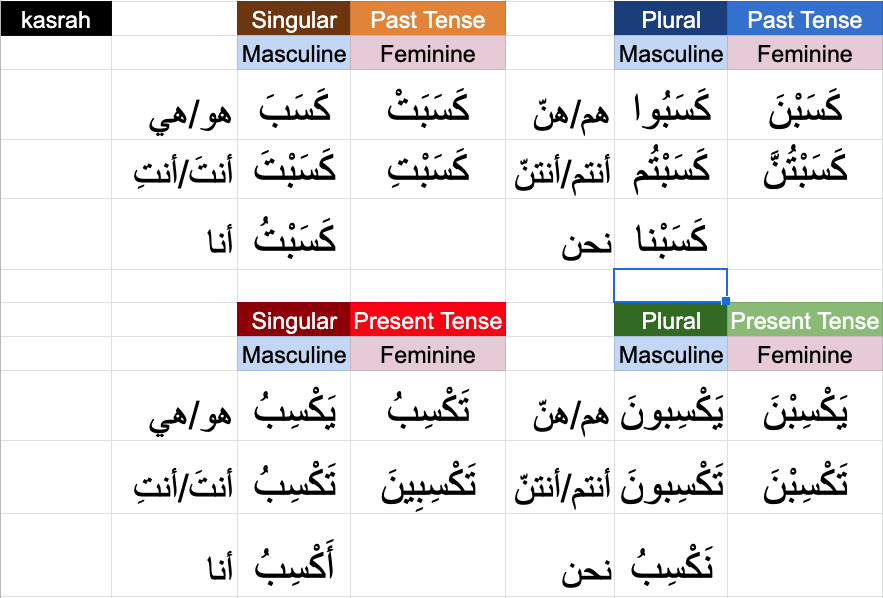 kasrah Singular Past Tense Plural Past Tense
Masculine Feminine Masculine Feminine
هو/هي كَسَبَ كَسَبَتْ هم/هنّ كَسَبُوا كَسَبْنَ
أنتَ/أنتِ كَسَبْتَ كَسَبْتِ أنتم/أنتنّ كَسَبْتُم كَسَبْتُنَّ
أنا كَسَبْتُ نحن كَسَبْنا
Singular Present Tense Plural Present Tense
Masculine Feminine Masculine Feminine
هو/هي يَكْسِبُ تَكْسِبُ هم/هنّ يَكْسِبونَ يَكْسِبْنَ
أنتَ/أنتِ تَكْسِبُ تَكْسِبِينَ أنتم/أنتنّ تَكْسِبونَ تَكْسِبْنَ
أنا أَكْسِبُ نحن نَكْسِبُ